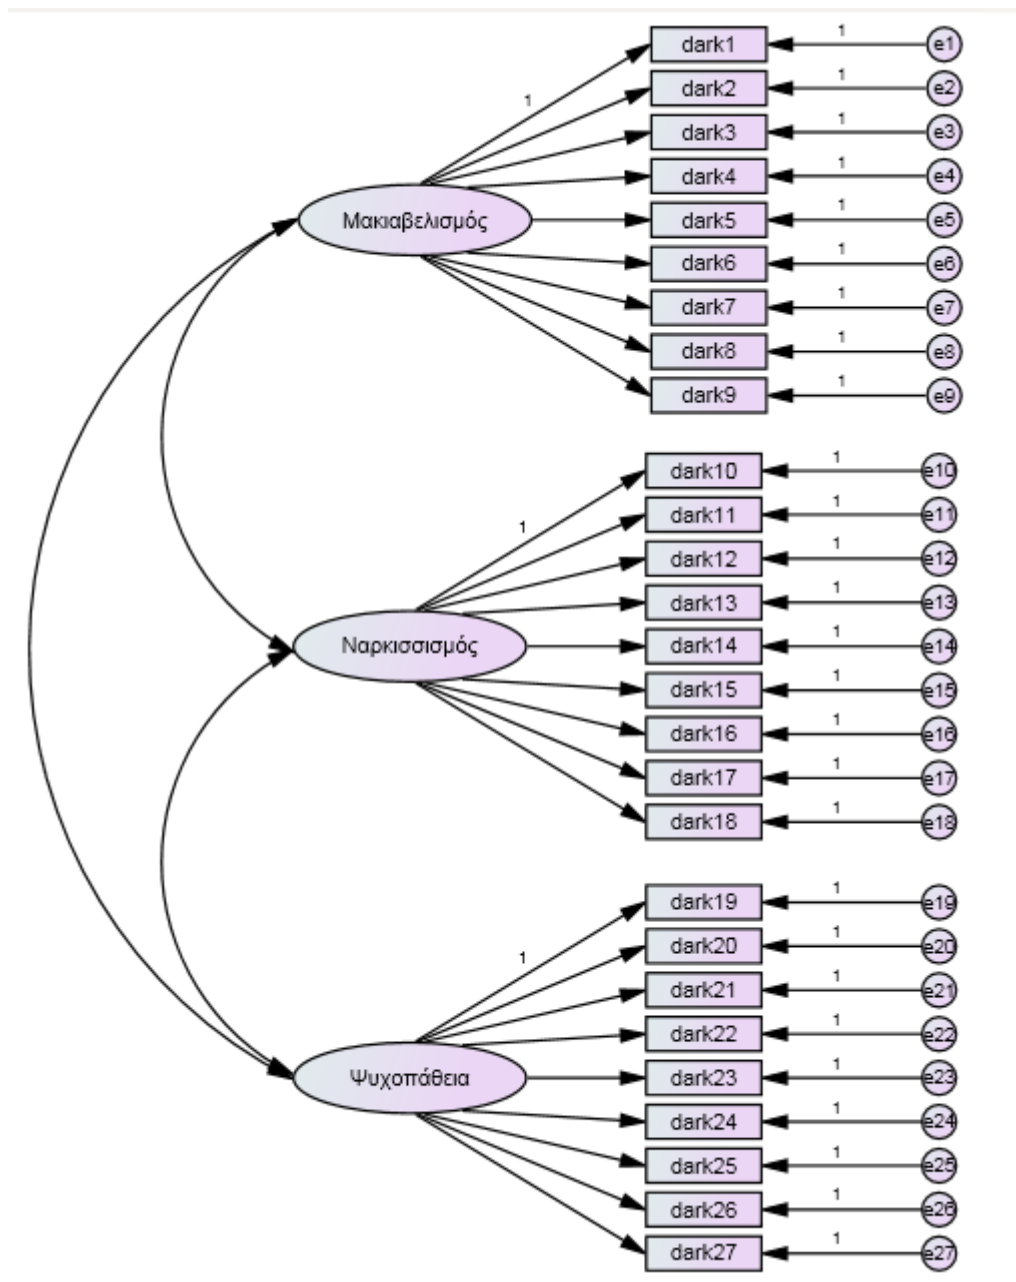 dark1 1 e1
dark2 1 e2
1
dark3 1 e3
dark4 1 e4
Μακιαβελισμός dark5 1 e5
dark6 1 e6
dark7 1 e7
dark8 1 e8
dark9 1 e9
dark10 1 e10
dark11 1 e11
1
dark12 1 e12
dark13 1 e13
Ναρκισσισμός dark14 1 e14
dark15 1 e15
dark16 1 e16
dark17 1 e17
dark18 1 e18
dark19 1 e19
dark20 1 e20
1
dark21 1 e21
dark22 1 e22
Ψυχοπάθεια dark23 1 e23
dark24 1 e24
dark25 1 e25
dark26 1 e26
dark27 1 e27